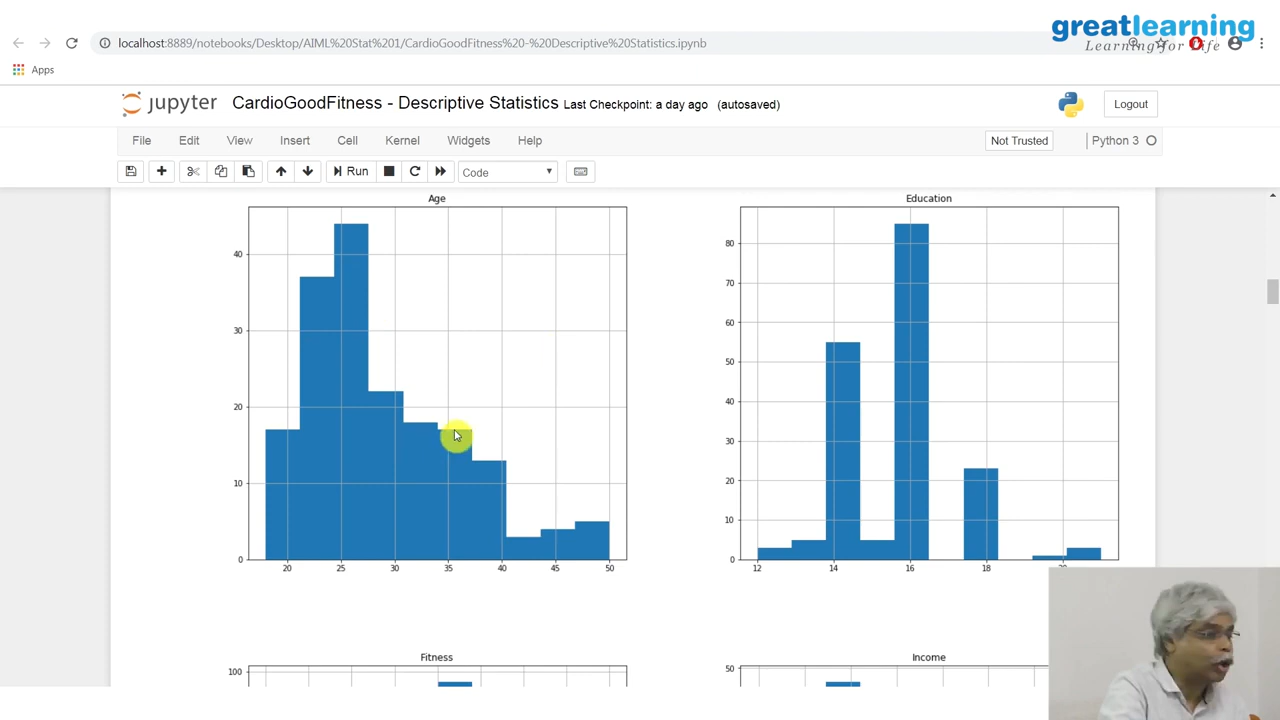 greatlearning
Learning for Life
localhost:8889/notebooks/Desktop/AIML%20Stat%201/CardioGoodFitness%20-%20Descriptive%20Statistics.ipynb
Apps
jupyter CardioGoodFitness - Descriptive Statistics Last Checkpoint: a day ago (autosaved)
Logout
File Edit View Insert Cell Kernel Widgets Help
Not Trusted
Python 3
Run
Code
Age
40
30
20
10
0
20 25 30 35 40 45 50
Education
80
70
60
50
40
30
20
10
0
12 14 16 18
Fitness
100
Income
50